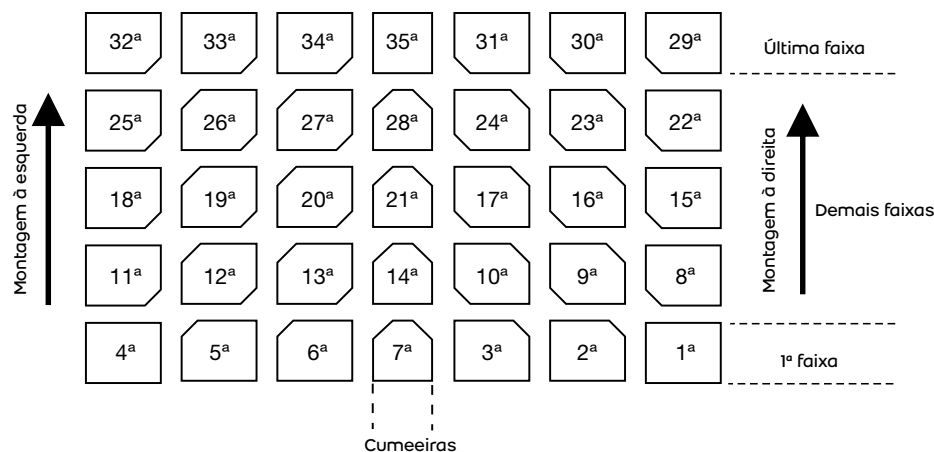 32ª 33ª 34ª 35ª 31ª 30ª 29ª
Última faixa
25ª 26ª 27ª 28ª 24ª 23ª 22ª
Montagem à esquerda
Montagem à direita
18ª 19ª 20ª 21ª 17ª 16ª 15ª
Demais faixas
11ª 12ª 13ª 14ª 10ª 9ª 8ª
4ª 5ª 6ª 7ª 3ª 2ª 1ª
1ª faixa
Cumeeiras